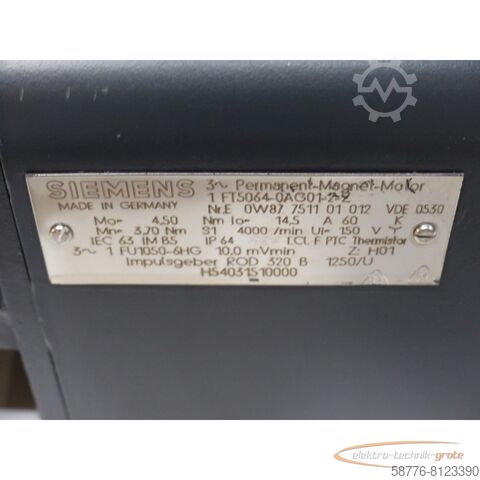 SIEMENS 3~ Permanent-Magnet-Motor
MADE IN GERMANY 1 FT5064-0AG01-2-Z
Nr.E 0W87 7511 01 012 VDE 0530
Mo= 4,50 Nm Io= 14,5 A 60 K
Mn= 3,70 Nm S1 4000 /min Ui= 150 V Y
IEC 63 IM B5 IP 64 I.CL F PTC Thermistor
3~ 1 FU1050-6HG 10,0 mV/min Z: H01
Impulsgeber ROD 320 B 1250/U
H54031510000
elektro-technik-grote
58776-8123390